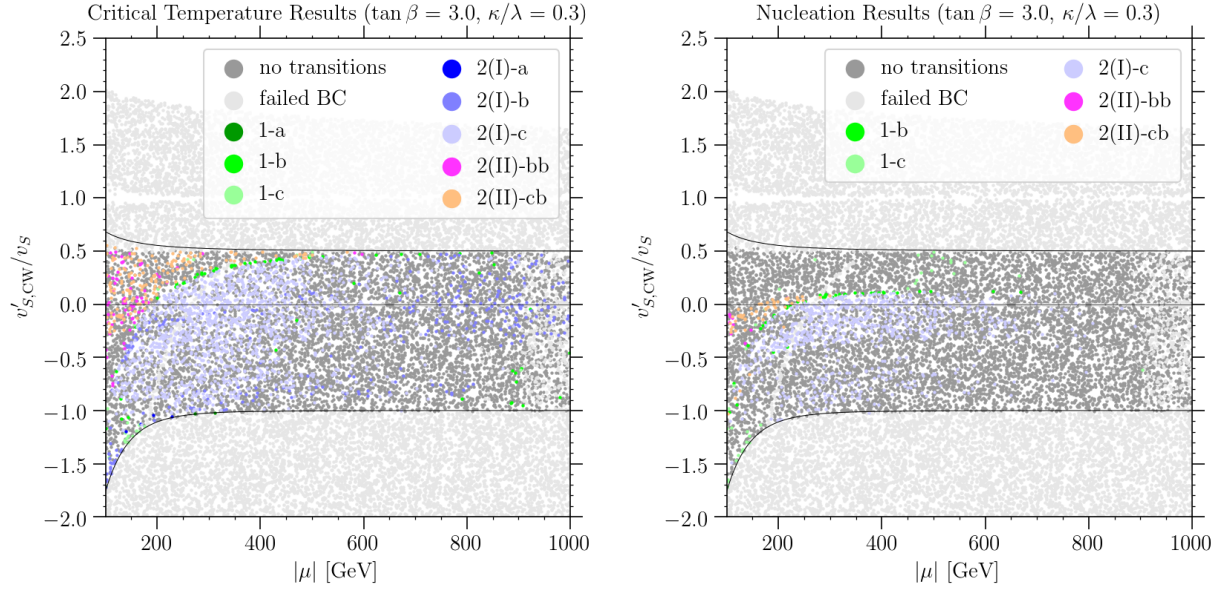 Critical Temperature Results (tan β = 3.0, κ/λ = 0.3)
2.5
2.0
1.5
1.0
0.5
0.0
−0.5
−1.0
−1.5
−2.0
v′S,CW/vS
no transitions
failed BC
1-a
1-b
1-c
2(I)-a
2(I)-b
2(I)-c
2(II)-bb
2(II)-cb
200
400
600
800
1000
|μ| [GeV]
Nucleation Results (tan β = 3.0, κ/λ = 0.3)
2.5
2.0
1.5
1.0
0.5
0.0
−0.5
−1.0
−1.5
−2.0
v′S,CW/vS
no transitions
failed BC
1-b
1-c
2(I)-c
2(II)-bb
2(II)-cb
200
400
600
800
1000
|μ| [GeV]